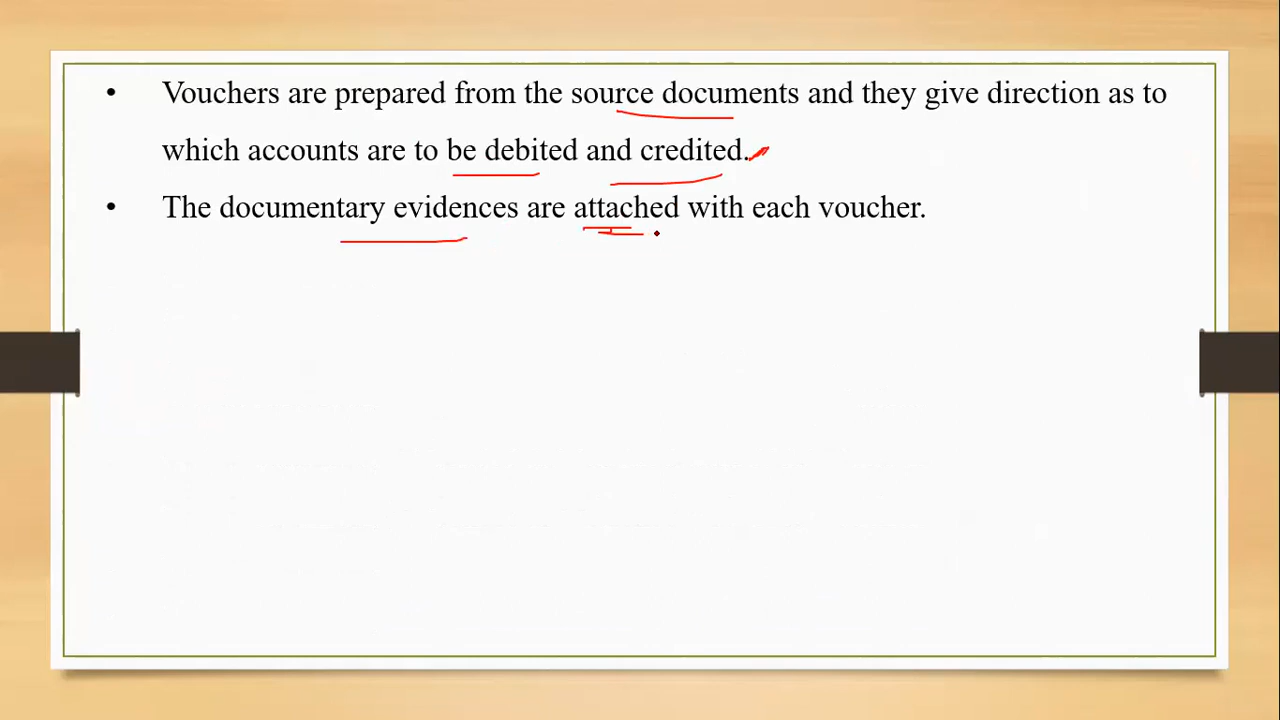 • Vouchers are prepared from the source documents and they give direction as to
which accounts are to be debited and credited.
• The documentary evidences are attached with each voucher.